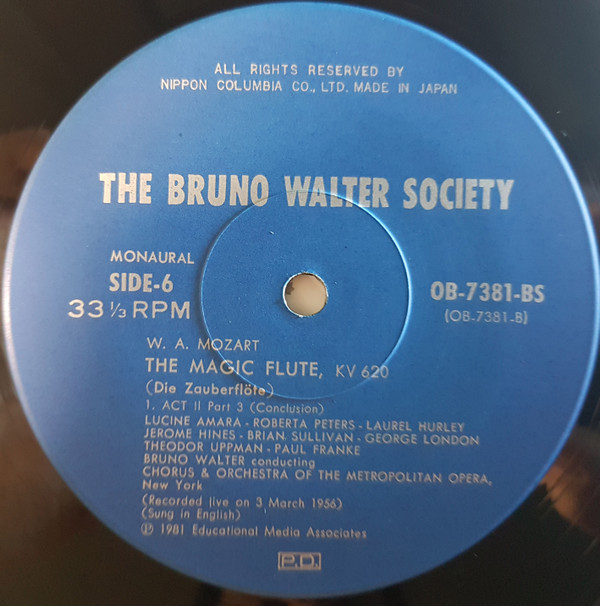 ALL RIGHTS RESERVED BY
NIPPON COLUMBIA CO., LTD. MADE IN JAPAN
THE BRUNO WALTER SOCIETY
MONAURAL
SIDE-6
33 1/3 RPM
OB-7381-BS
(OB-7381-B)
W. A. MOZART
THE MAGIC FLUTE, KV 620
(Die Zauberflöte)
1. ACT II Part 3 (Conclusion)
LUCINE AMARA - ROBERTA PETERS - LAUREL HURLEY
JEROME HINES - BRIAN SULLIVAN - GEORGE LONDON
THEODOR UPPMAN - PAUL FRANKE
BRUNO WALTER conducting
CHORUS & ORCHESTRA OF THE METROPOLITAN OPERA,
New York
(Recorded live on 3 March 1956)
(Sung in English)
℗ 1981 Educational Media Associates
P.D.